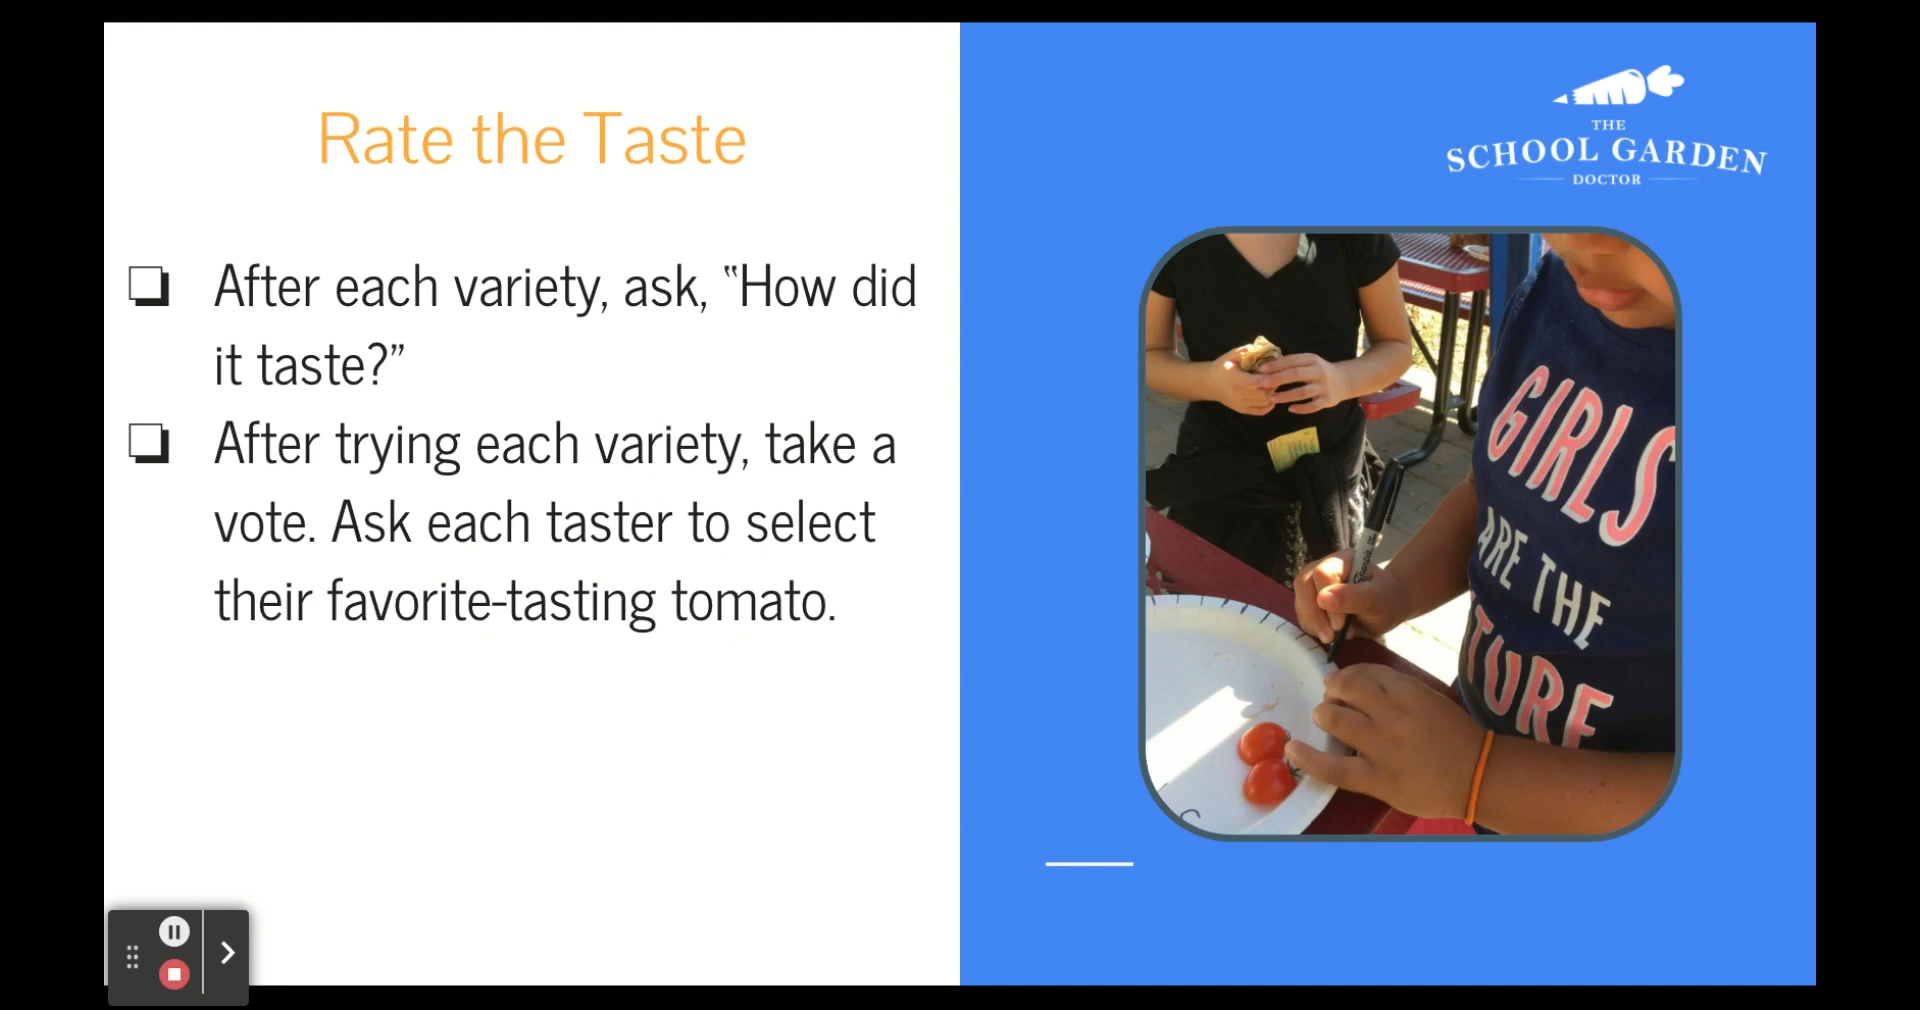 Rate the Taste
After each variety, ask, “How did
it taste?”
After trying each variety, take a
vote. Ask each taster to select
their favorite-tasting tomato.
THE
SCHOOL GARDEN
DOCTOR
GIRLS
ARE THE
TURE
Sharpie